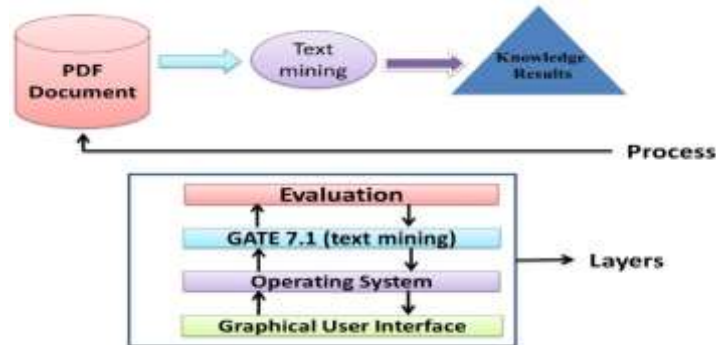 PDF
Document
Text
mining
Knowledge
Results
Process
Evaluation
GATE 7.1 (text mining)
Operating System
Graphical User Interface
Layers